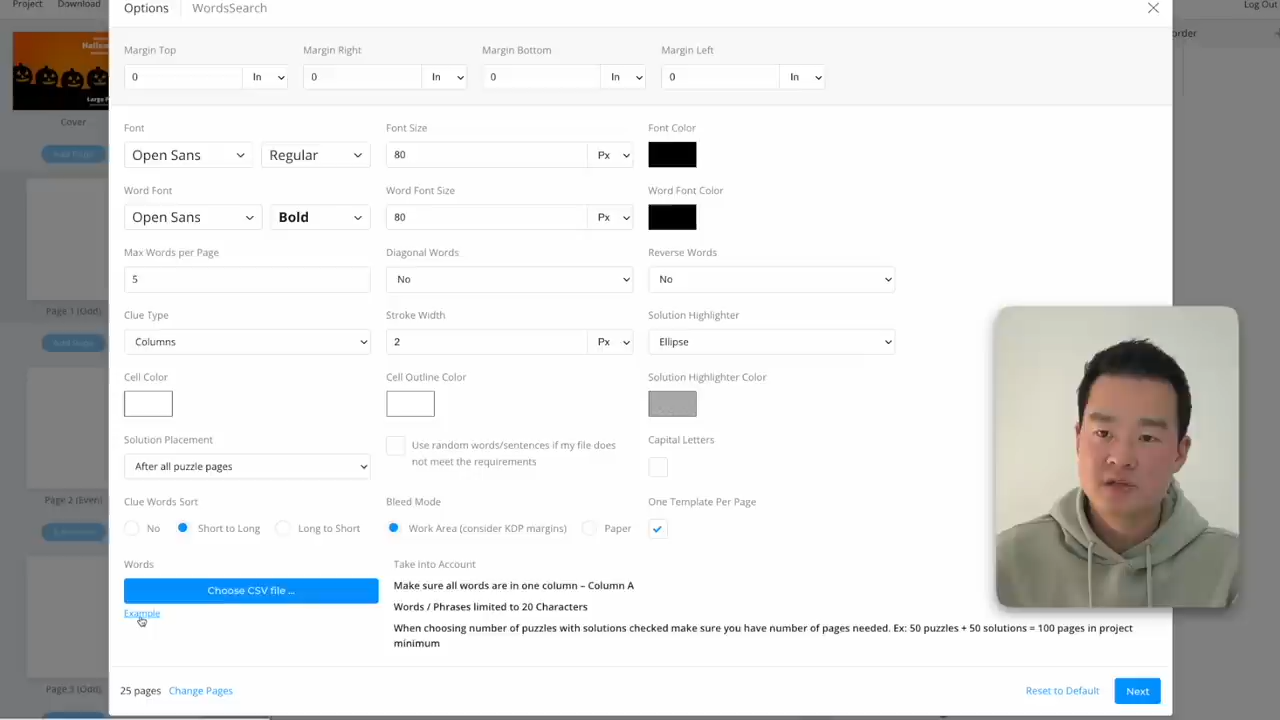 Project Download
Options WordsSearch
Log Out
Margin Top Margin Right Margin Bottom Margin Left
0 In 0 In 0 In 0 In
Font Font Size Font Color
Open Sans Regular 80 Px
Word Font Word Font Size Word Font Color
Open Sans Bold 80 Px
Max Words per Page Diagonal Words Reverse Words
5 No No
Clue Type Stroke Width Solution Highlighter
Columns 2 Px Ellipse
Cell Color Cell Outline Color Solution Highlighter Color
Solution Placement Capital Letters
After all puzzle pages Use random words/sentences if my file does
not meet the requirements
Clue Words Sort Bleed Mode One Template Per Page
No Short to Long Long to Short Work Area (consider KDP margins) Paper
Words Take into Account
Choose CSV file ... Make sure all words are in one column – Column A
Example Words / Phrases limited to 20 Characters
When choosing number of puzzles with solutions checked make sure you have number of pages needed. Ex: 50 puzzles + 50 solutions = 100 pages in project
minimum
25 pages Change Pages Reset to Default Next
Cover
Page 1 (Odd)
Page 2 (Even)
Page 3 (Odd)